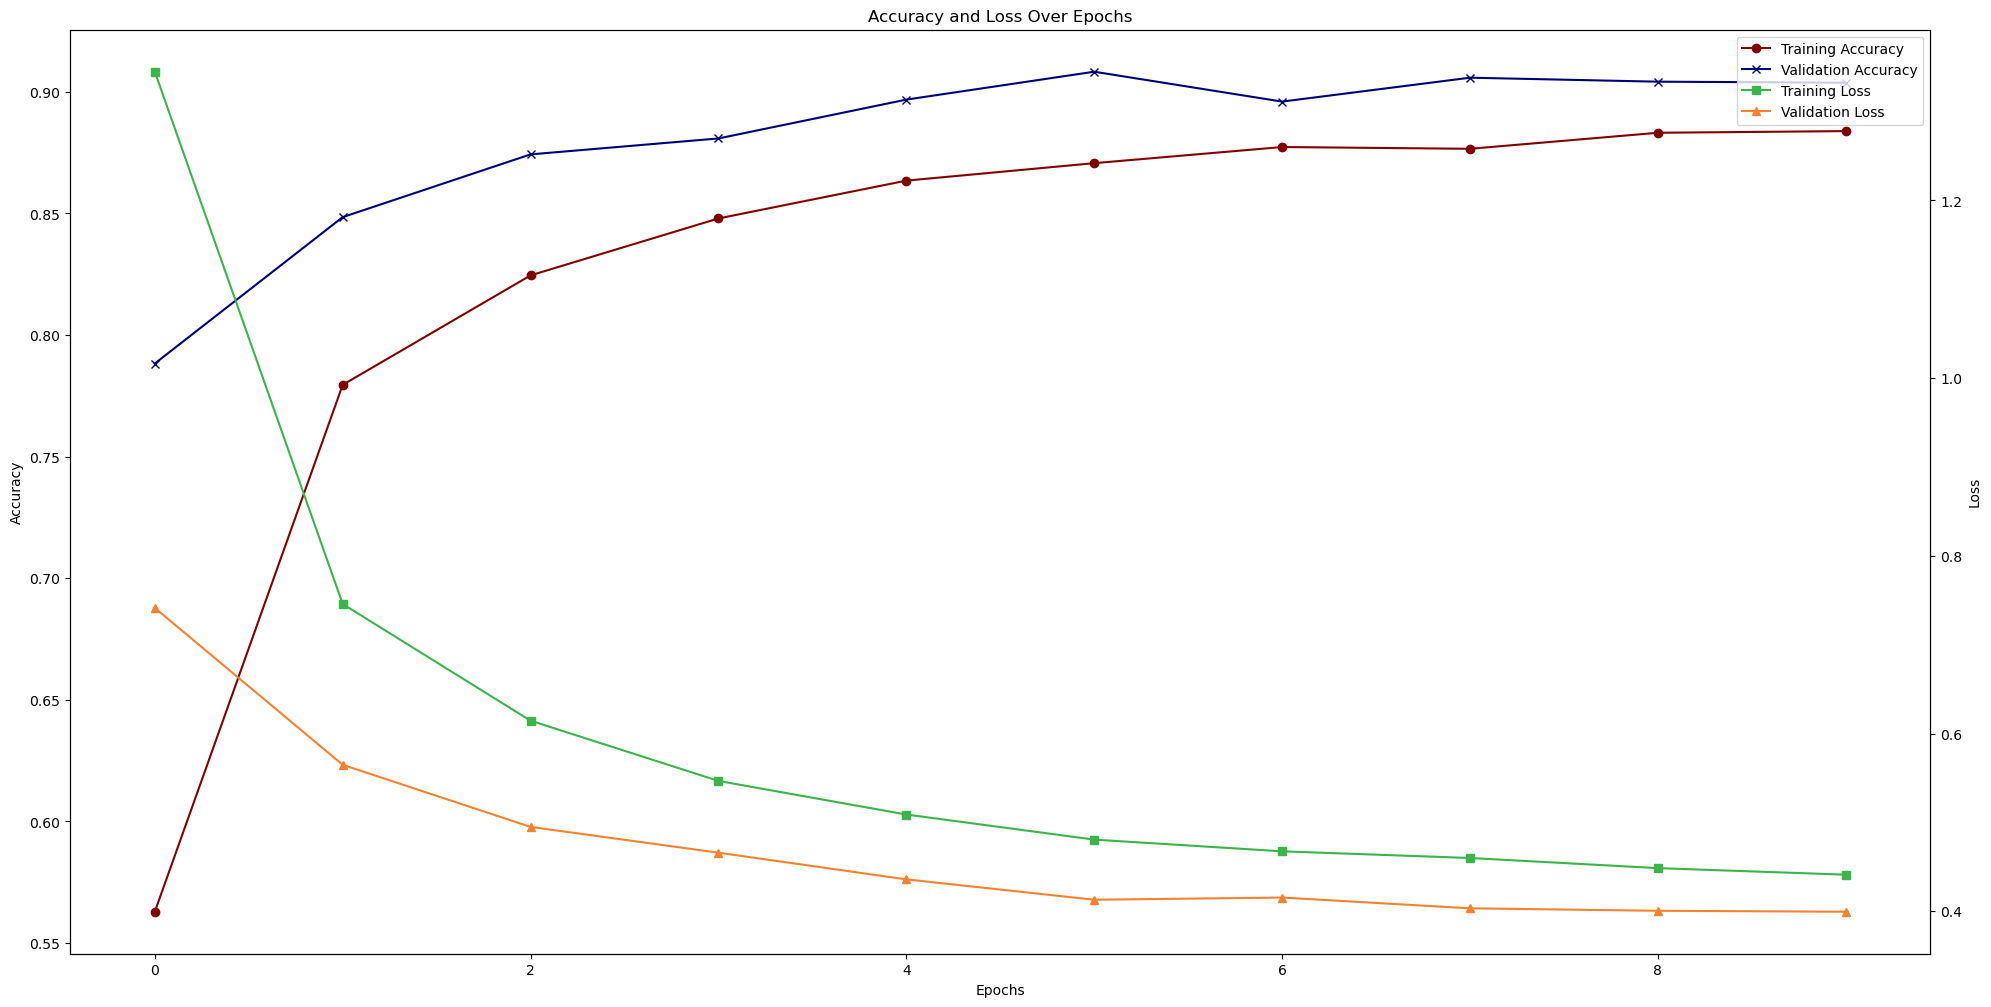 Accuracy and Loss Over Epochs
Training Accuracy
Validation Accuracy
Training Loss
Validation Loss
Accuracy
0.90
0.85
0.80
0.75
0.70
0.65
0.60
0.55
1.2
1.0
0.8
0.6
0.4
Loss
0 2 4 6 8
Epochs